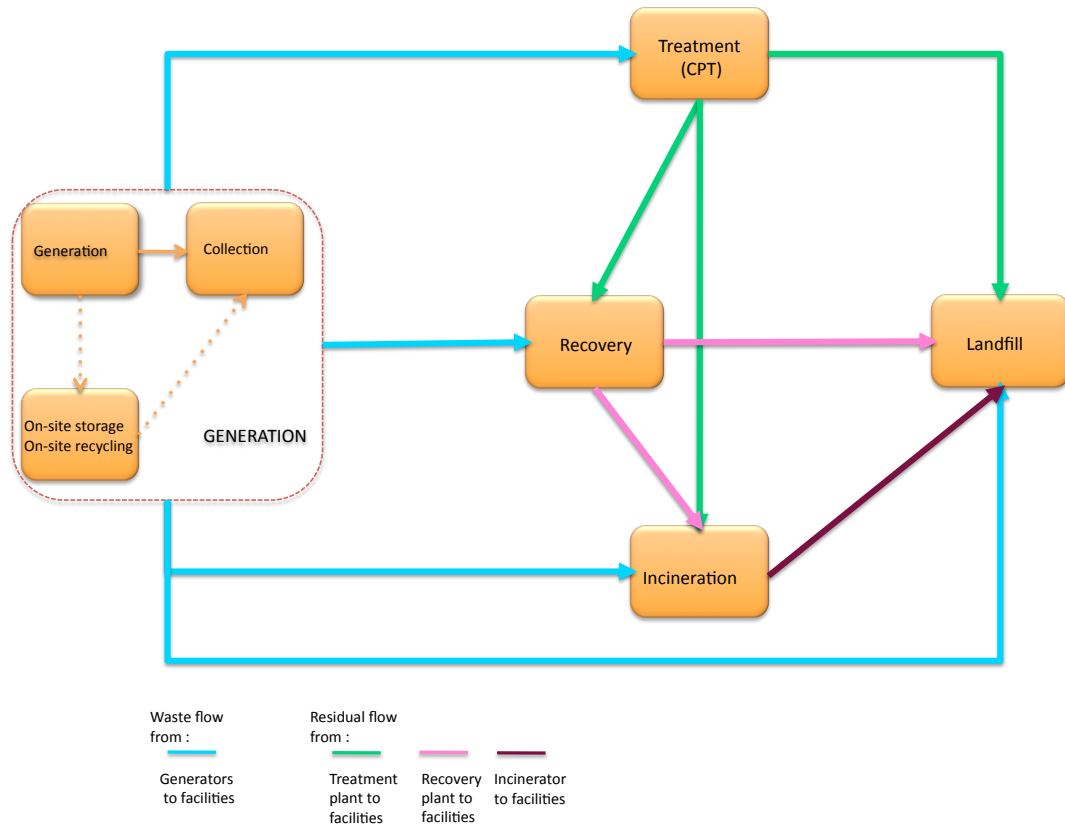 Treatment
(CPT)
Generation
Collection
Recovery
Landfill
On-site storage
On-site recycling
GENERATION
Incineration
Waste flow
from :
Residual flow
from :
Generators
to facilities
Treatment
plant to
facilities
Recovery
plant to
facilities
Incinerator
to facilities